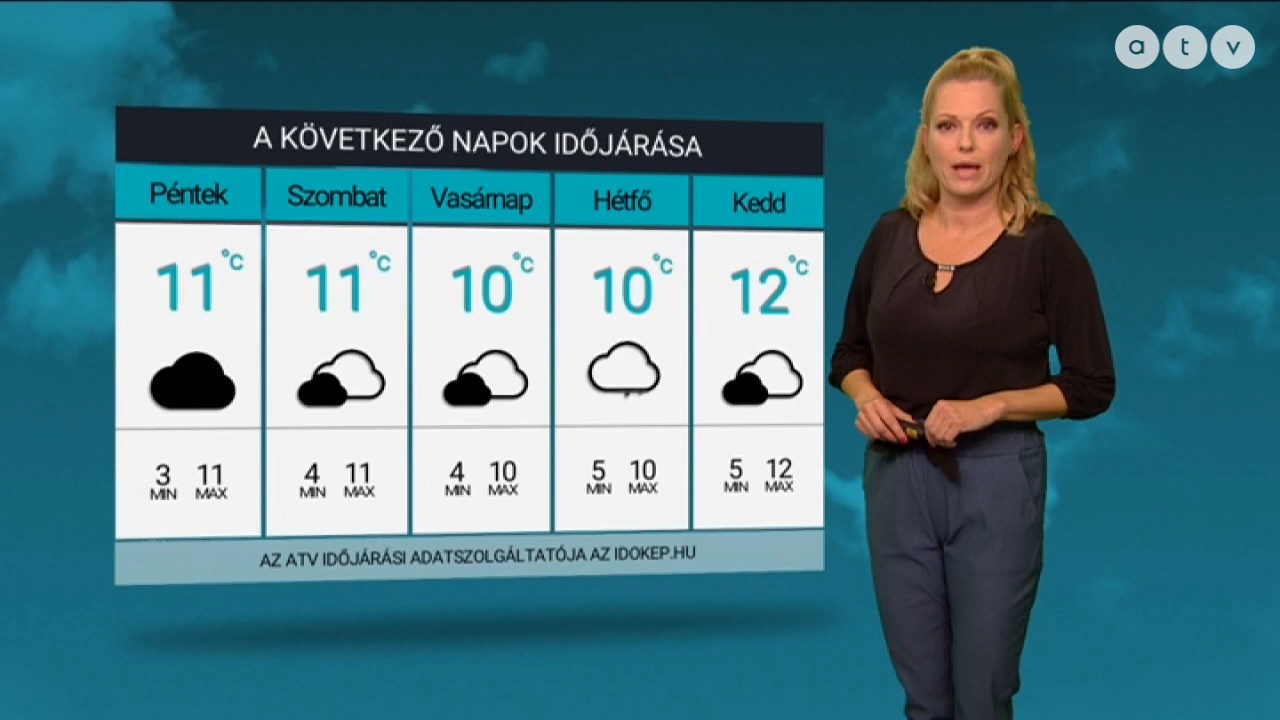 atv
A KÖVETKEZŐ NAPOK IDŐJÁRÁSA
Péntek Szombat Vasárnap Hétfő Kedd
11 °C 11 °C 10 °C 10 °C 12 °C
3 11 4 11 4 10 5 10 5 12
MIN MAX MIN MAX MIN MAX MIN MAX MIN MAX
AZ ATV IDŐJÁRÁSI ADATSZOLGÁLTATÓJA AZ IDOKEP.HU